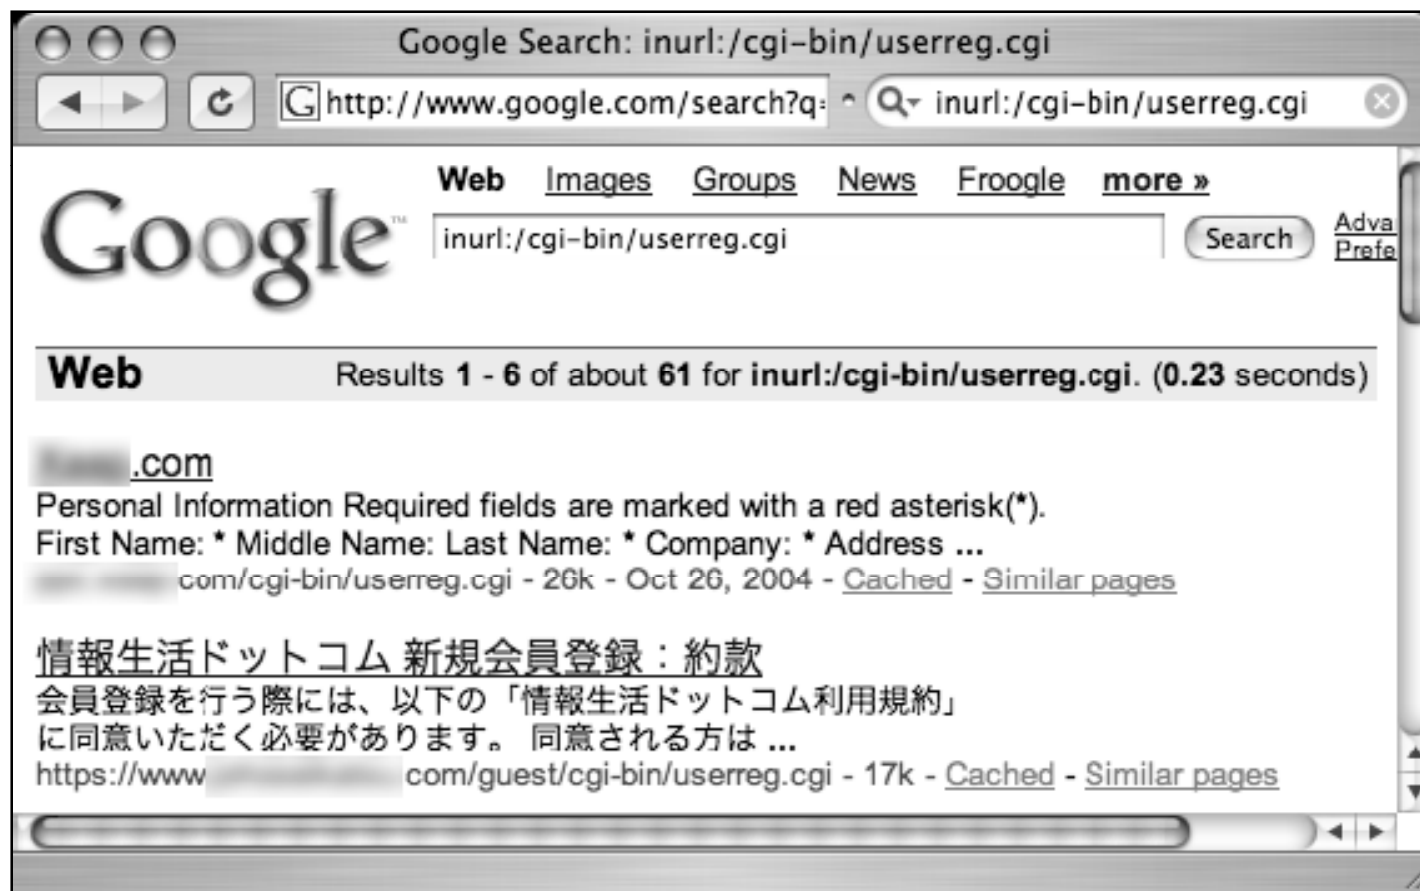 Google Search: inurl:/cgi-bin/userreg.cgi
G http://www.google.com/search?q= inurl:/cgi-bin/userreg.cgi
Web Images Groups News Froogle more »
Google™
inurl:/cgi-bin/userreg.cgi Search
Adva
Prefe
Web Results 1 - 6 of about 61 for inurl:/cgi-bin/userreg.cgi. (0.23 seconds)
.com
Personal Information Required fields are marked with a red asterisk(*).
First Name: * Middle Name: Last Name: * Company: * Address ...
com/cgi-bin/userreg.cgi - 26k - Oct 26, 2004 - Cached - Similar pages
情報生活ドットコム 新規会員登録：約款
会員登録を行う際には、以下の「情報生活ドットコム利用規約」
に同意いただく必要があります。 同意される方は ...
https://www com/guest/cgi-bin/userreg.cgi - 17k - Cached - Similar pages